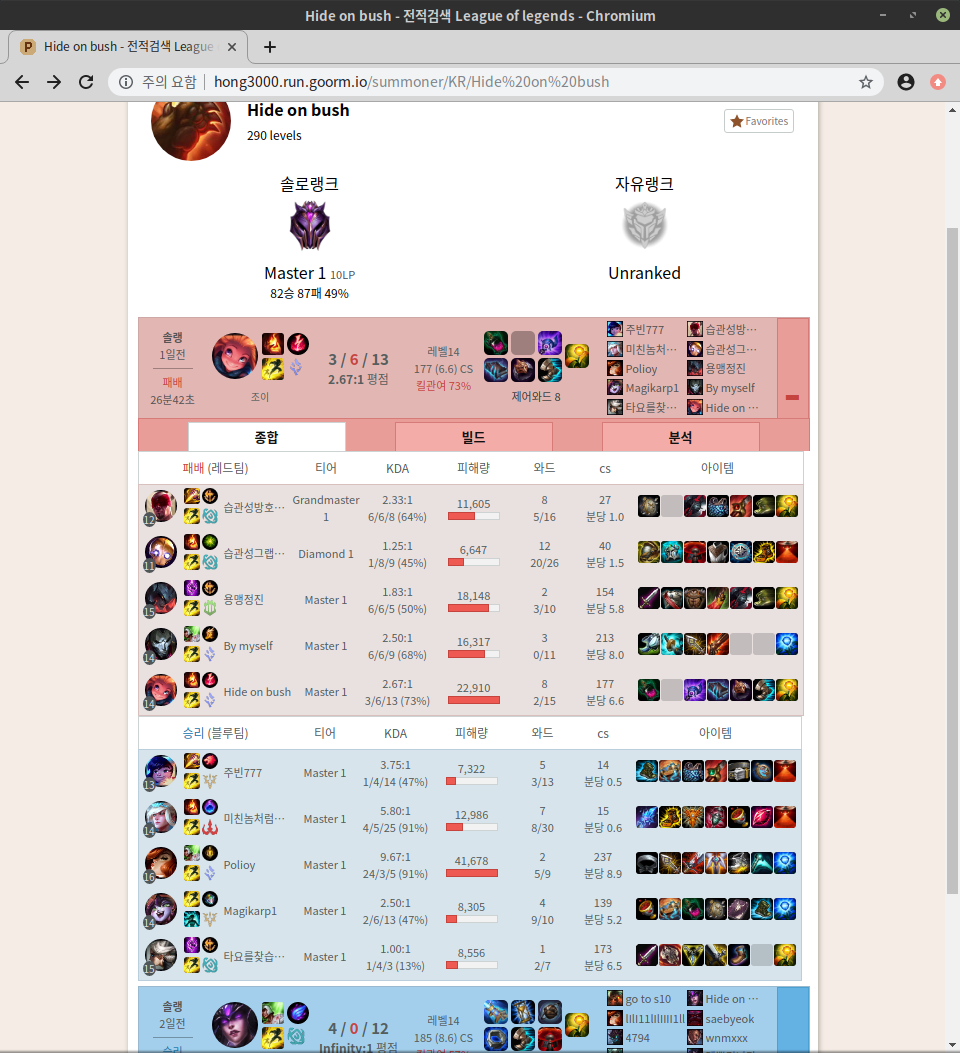 Hide on bush - 전적검색 League of legends - Chromium
Hide on bush - 전적검색 League
주의 요함 hong3000.run.goorm.io/summoner/KR/Hide%20on%20bush
Hide on bush
290 levels
Favorites
솔로랭크
Master 1 10LP
82승 87패 49%
자유랭크
Unranked
솔랭
1일전
패배
26분42초
조이
3 / 6 / 13
2.67:1 평점
레벨14
177 (6.6) CS
킬관여 73%
제어와드 8
주빈777 습관성방…
미친놈처… 습관성그…
Polioy 용맹정진
Magikarp1 By myself
타요를찾… Hide on …
종합 빌드 분석
패배 (레드팀) 티어 KDA 피해량 와드 cs 아이템
12 습관성방호… Grandmaster 1 2.33:1 6/6/8 (64%) 11,605 8 5/16 27 분당 1.0
11 습관성그랩… Diamond 1 1.25:1 1/8/9 (45%) 6,647 12 20/26 40 분당 1.5
15 용맹정진 Master 1 1.83:1 6/6/5 (50%) 18,148 2 3/10 154 분당 5.8
14 By myself Master 1 2.50:1 6/6/9 (68%) 16,317 3 0/11 213 분당 8.0
14 Hide on bush Master 1 2.67:1 3/6/13 (73%) 22,910 8 2/15 177 분당 6.6
승리 (블루팀) 티어 KDA 피해량 와드 cs 아이템
13 주빈777 Master 1 3.75:1 1/4/14 (47%) 7,322 5 3/13 14 분당 0.5
14 미친놈처럼… Master 1 5.80:1 4/5/25 (91%) 12,986 7 8/30 15 분당 0.6
16 Polioy Master 1 9.67:1 24/3/5 (91%) 41,678 2 5/9 237 분당 8.9
14 Magikarp1 Master 1 2.50:1 2/6/13 (47%) 8,305 4 9/10 139 분당 5.2
15 타요를찾습… Master 1 1.00:1 1/4/3 (13%) 8,556 1 2/7 173 분당 6.5
솔랭
2일전
승리
4 / 0 / 12
Infinity:1 평점
레벨14
185 (8.6) CS
go to s10 Hide on …
saebyeok
4794 wnmxxx